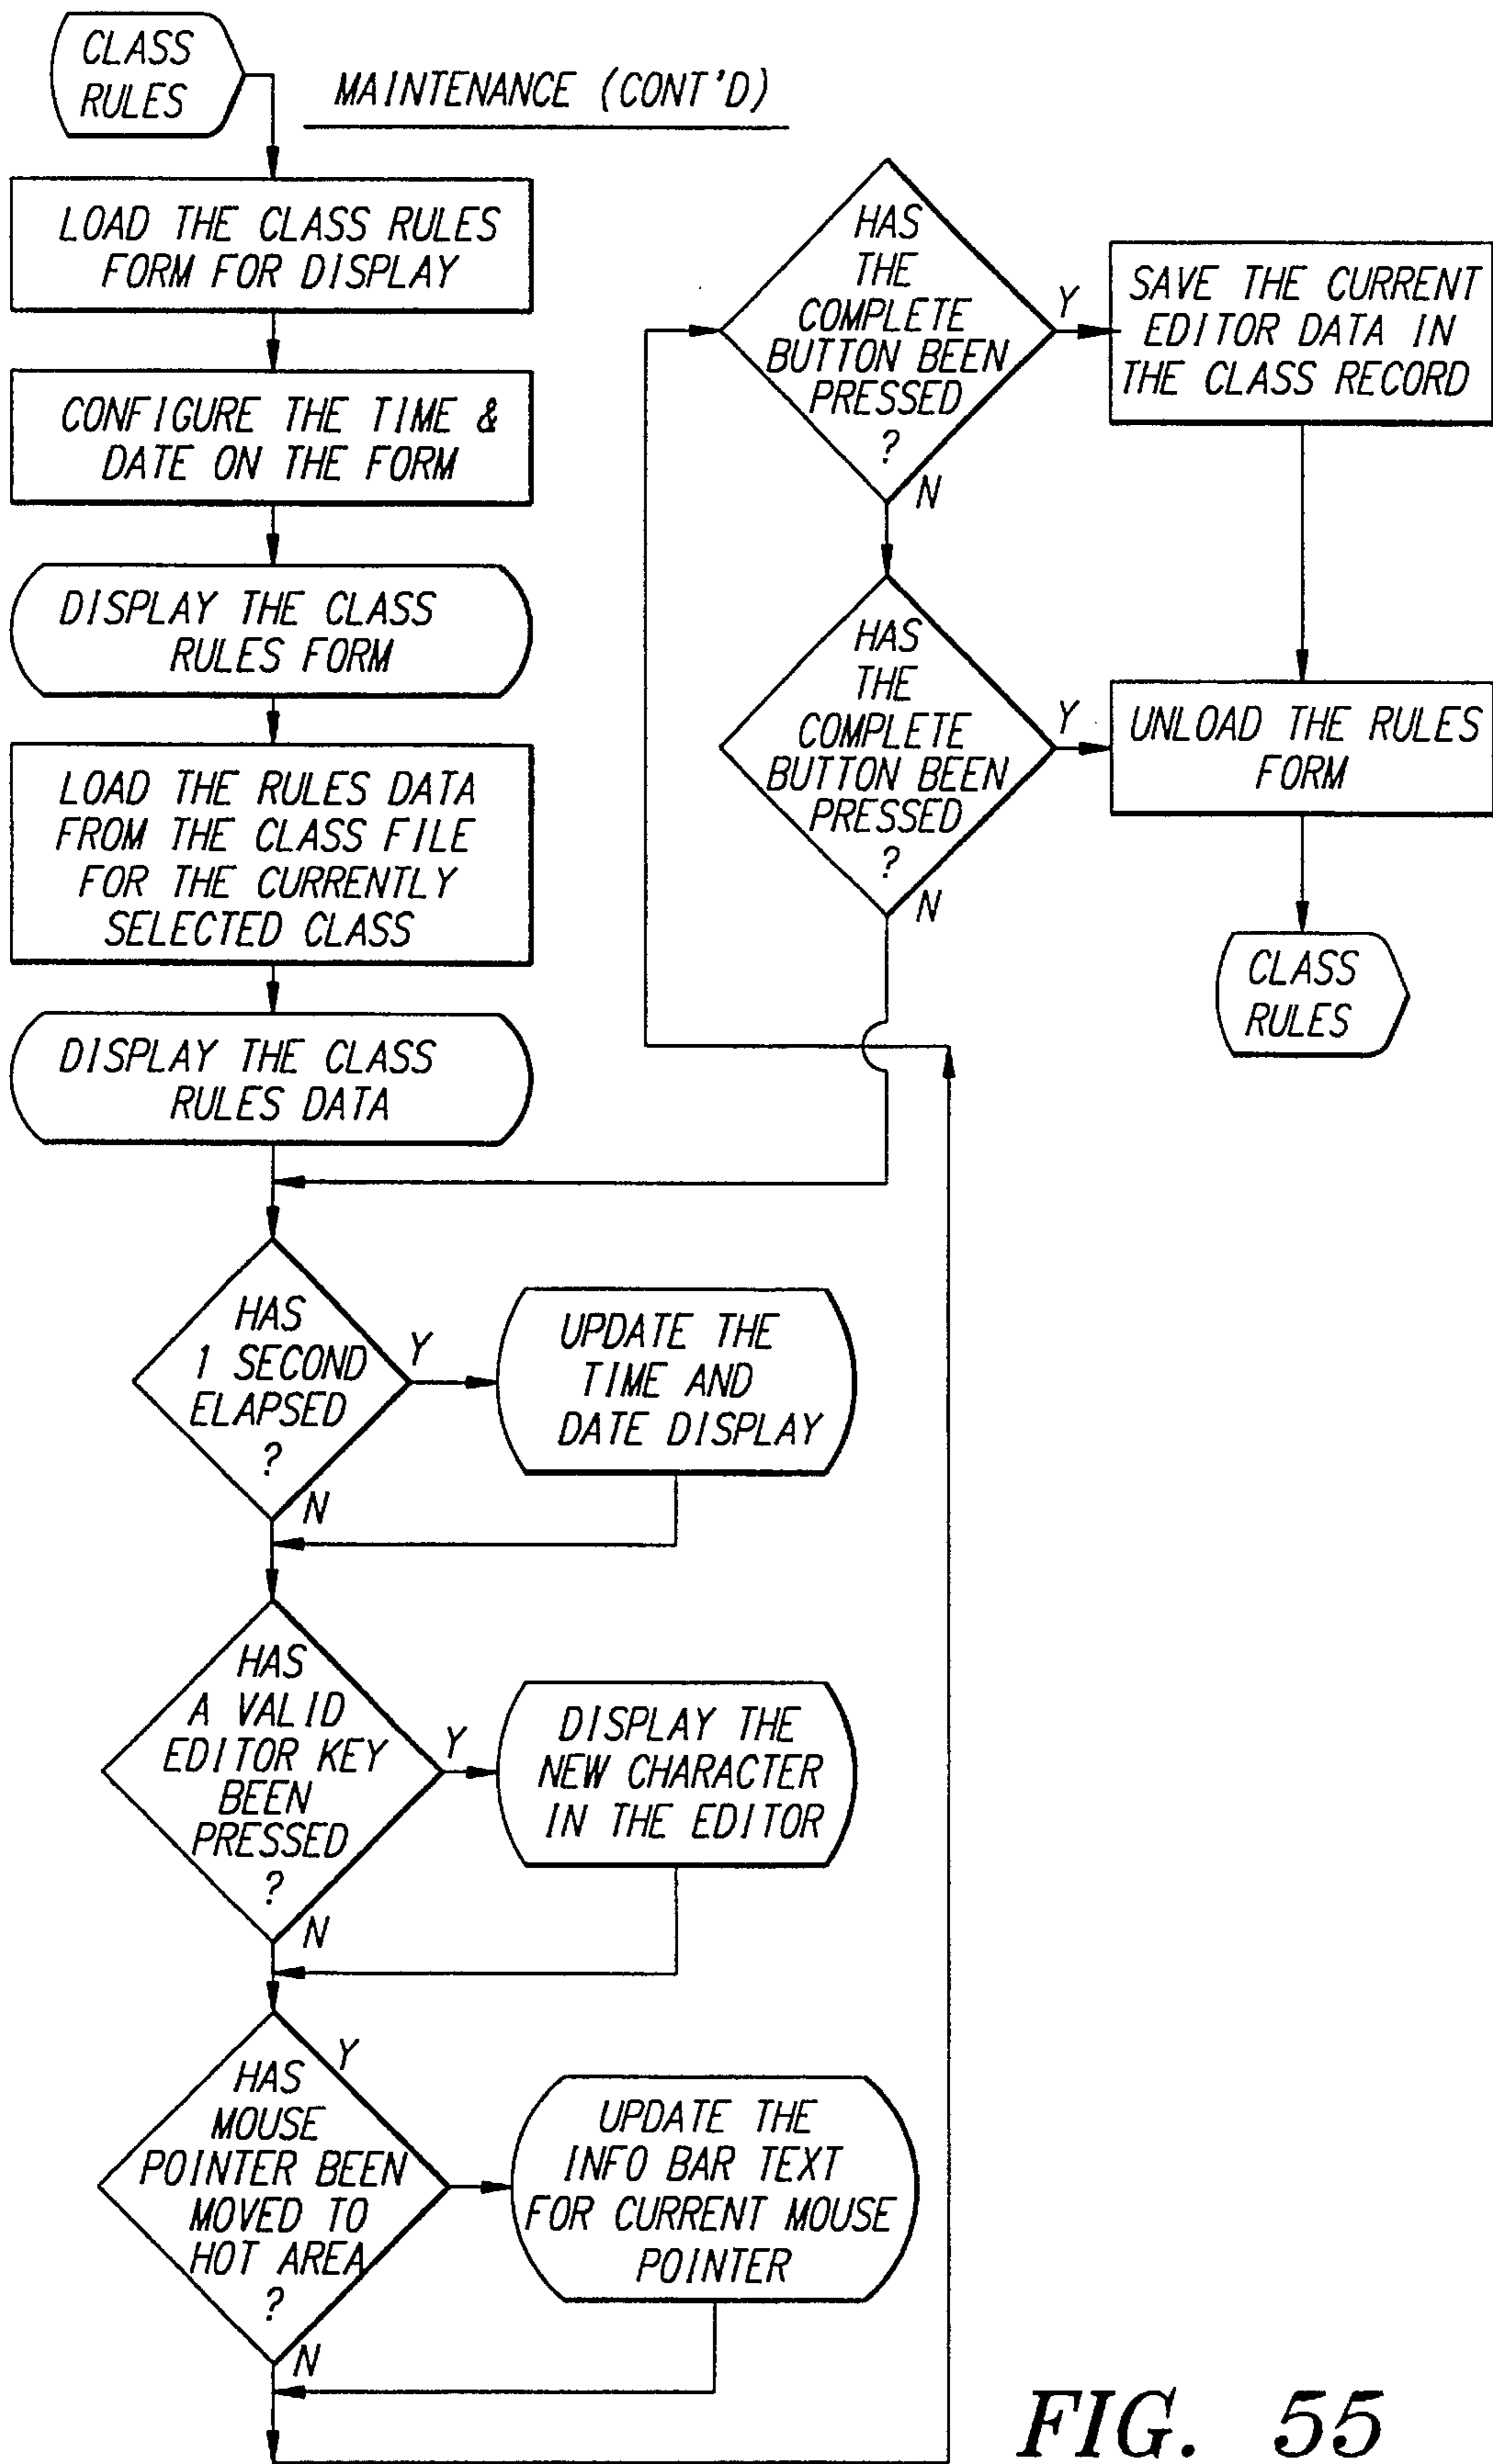 CLASS
RULES
MAINTENANCE (CONT'D)
LOAD THE CLASS RULES
FORM FOR DISPLAY
CONFIGURE THE TIME &
DATE ON THE FORM
DISPLAY THE CLASS
RULES FORM
LOAD THE RULES DATA
FROM THE CLASS FILE
FOR THE CURRENTLY
SELECTED CLASS
DISPLAY THE CLASS
RULES DATA
HAS
1 SECOND
ELAPSED
?
Y
N
UPDATE THE
TIME AND
DATE DISPLAY
HAS
A VALID
EDITOR KEY
BEEN
PRESSED
?
Y
N
DISPLAY THE
NEW CHARACTER
IN THE EDITOR
HAS
MOUSE
POINTER BEEN
MOVED TO
HOT AREA
?
Y
N
UPDATE THE
INFO BAR TEXT
FOR CURRENT MOUSE
POINTER
HAS
THE
COMPLETE
BUTTON BEEN
PRESSED
?
Y
N
SAVE THE CURRENT
EDITOR DATA IN
THE CLASS RECORD
HAS
THE
COMPLETE
BUTTON BEEN
PRESSED
?
Y
N
UNLOAD THE RULES
FORM
CLASS
RULES
FIG. 55